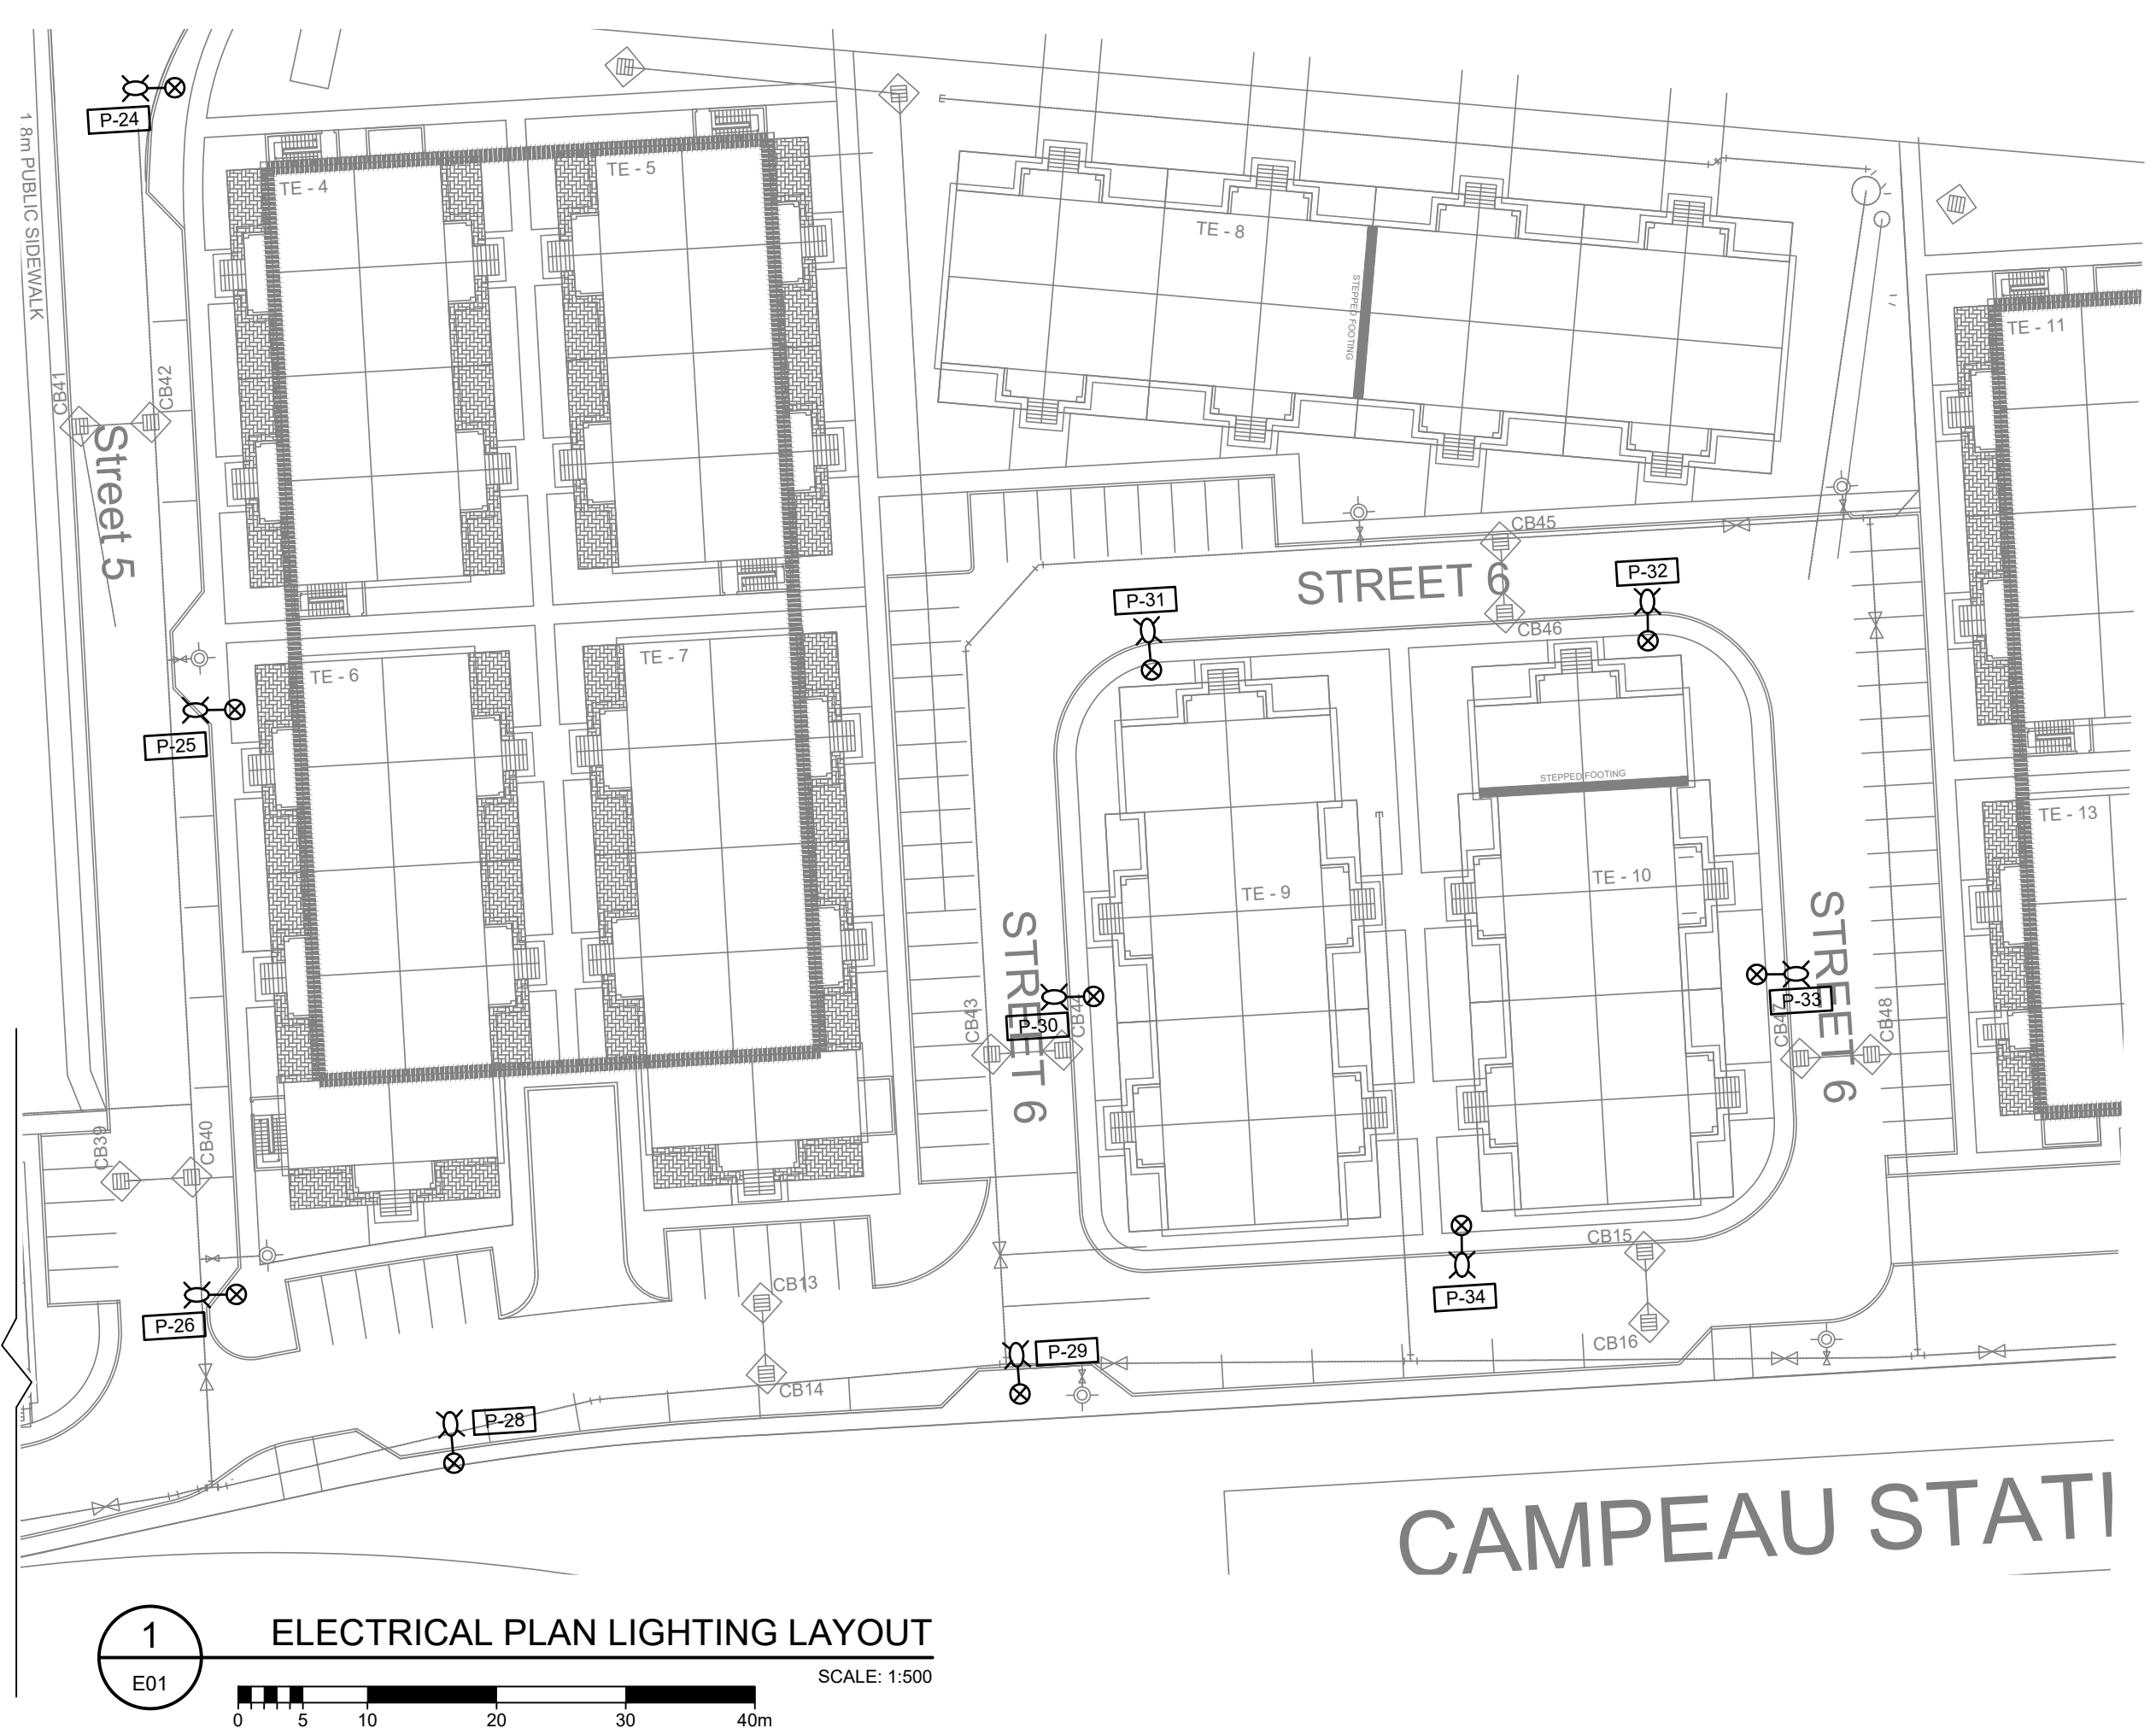 P-24
1.8m PUBLIC SIDEWALK
TE - 4
TE - 5
TE - 8
STEPPED FOOTING
TE - 11
CB41
CB42
Street 5
CB45
STREET 6
P-32
P-31
CB46
TE - 6
TE - 7
P-25
STEPPED FOOTING
TE - 13
TE - 9
TE - 10
STREET 6
STREET 6
CB43
P-30
P-33
CB48
CB39
CB40
CB15
CB13
P-34
P-26
CB16
P-29
CB14
P-28
CAMPEAU STATI
1
E01
ELECTRICAL PLAN LIGHTING LAYOUT
SCALE: 1:500
0 5 10 20 30 40m